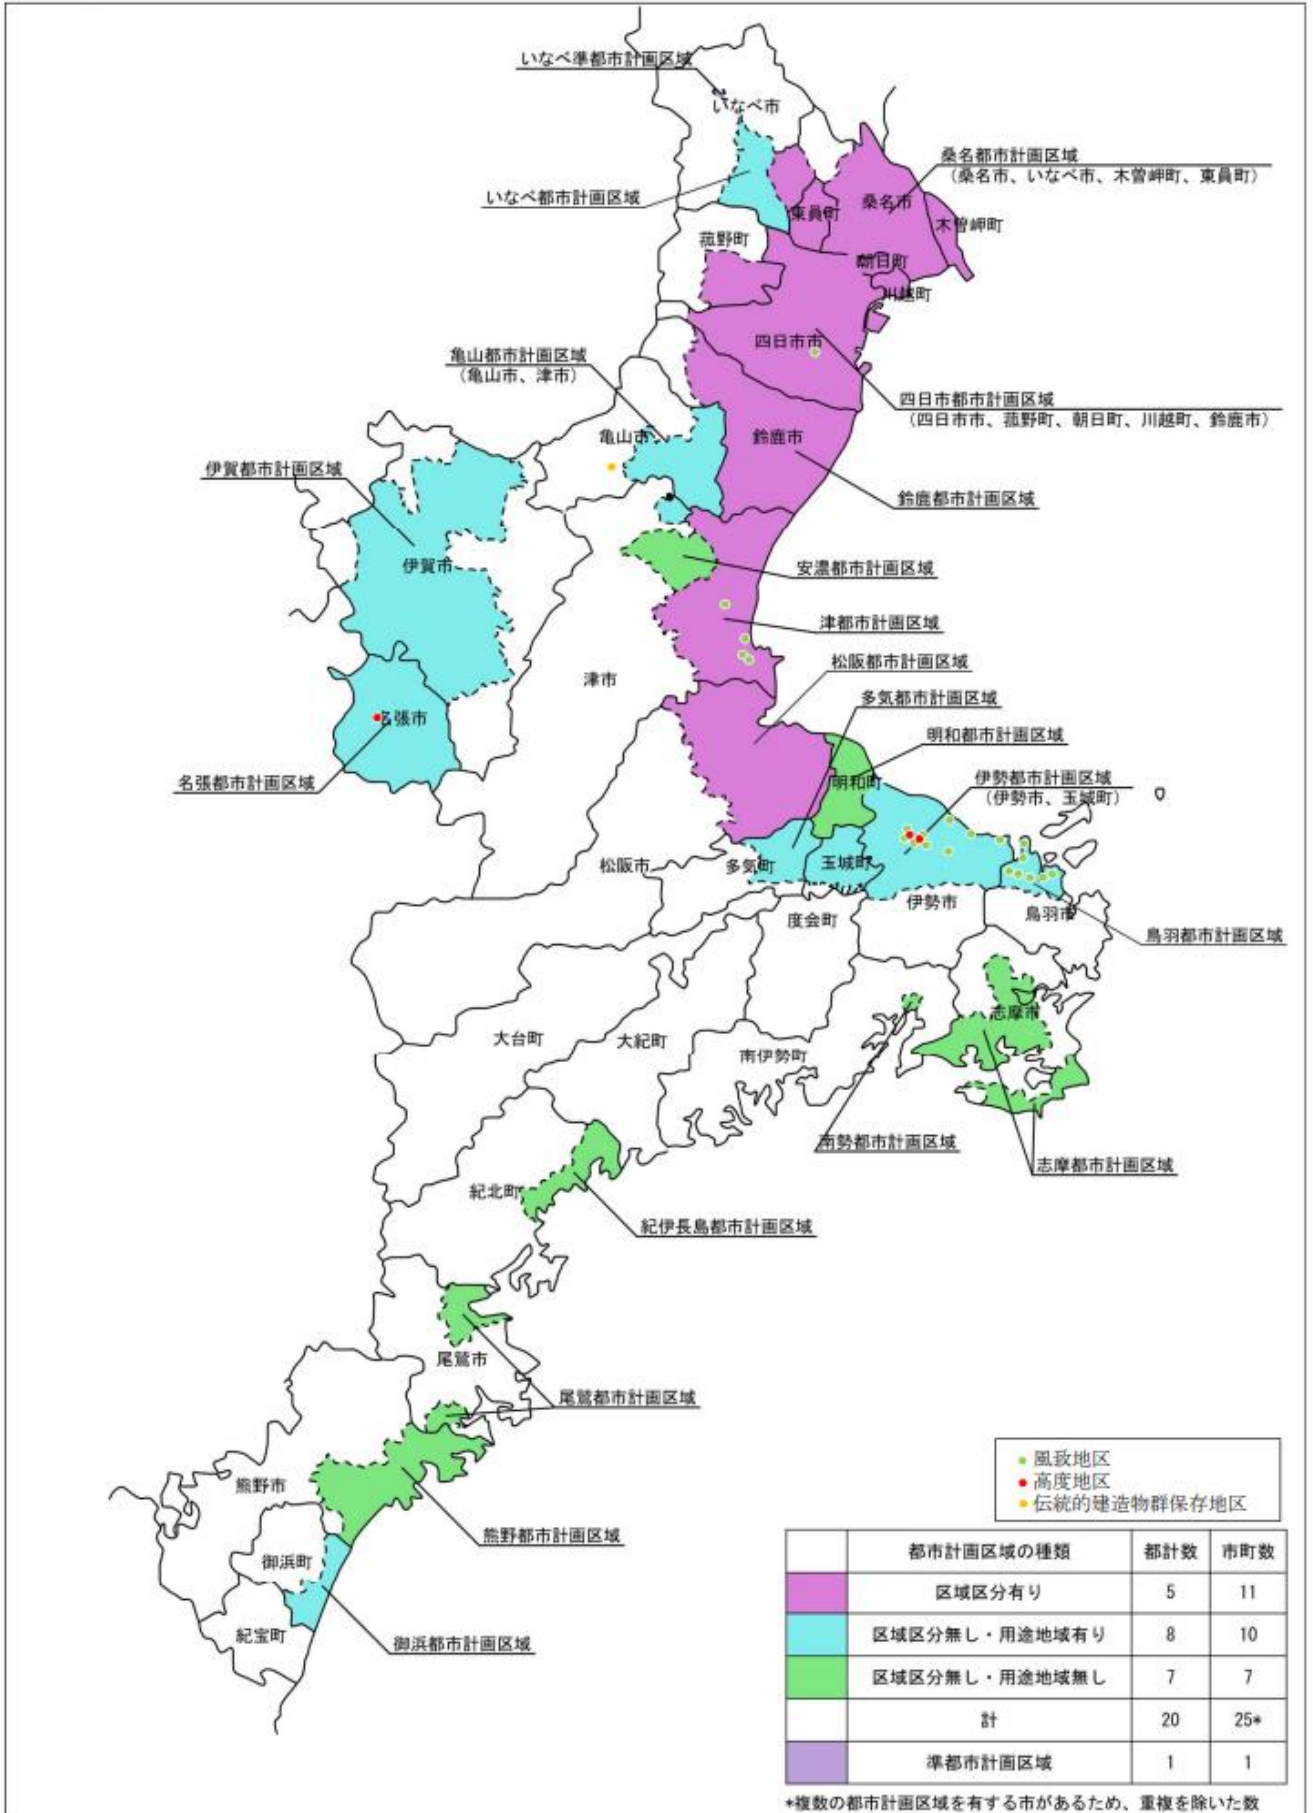 いなべ準都市計画区域
いなべ市
桑名都市計画区域
（桑名市、いなべ市、木曽岬町、東員町）
いなべ都市計画区域
桑名市
東員町
木曽岬町
菰野町
朝日町
川越町
四日市市
亀山都市計画区域
（亀山市、津市）
四日市都市計画区域
（四日市市、菰野町、朝日町、川越町、鈴鹿市）
亀山市
鈴鹿市
伊賀都市計画区域
鈴鹿都市計画区域
伊賀市
安濃都市計画区域
津都市計画区域
松阪都市計画区域
津市
多気都市計画区域
名張市
明和都市計画区域
名張都市計画区域
明和町
伊勢都市計画区域
（伊勢市、玉城町）
松阪市
多気町
玉城町
伊勢市
鳥羽市
度会町
鳥羽都市計画区域
志摩市
大台町
大紀町
南伊勢町
南勢都市計画区域
志摩都市計画区域
紀北町
紀伊長島都市計画区域
尾鷲市
尾鷲都市計画区域
熊野市
熊野都市計画区域
御浜町
紀宝町
御浜都市計画区域
風致地区
高度地区
伝統的建造物群保存地区
都市計画区域の種類 都計数 市町数
区域区分有り 5 11
区域区分無し・用途地域有り 8 10
区域区分無し・用途地域無し 7 7
計 20 25*
準都市計画区域 1 1
*複数の都市計画区域を有する市があるため、重複を除いた数